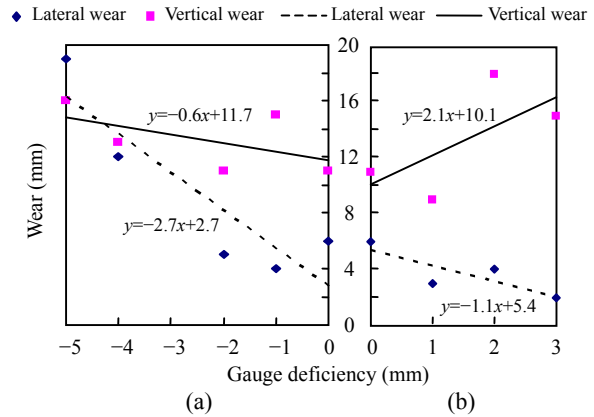 Lateral wear Vertical wear Lateral wear Vertical wear
20
16
12
8
4
0
Wear (mm)
y=−0.6x+11.7
y=−2.7x+2.7
y=2.1x+10.1
y=−1.1x+5.4
−5 −4 −3 −2 −1 0
0 1 2 3
Gauge deficiency (mm)
(a) (b)